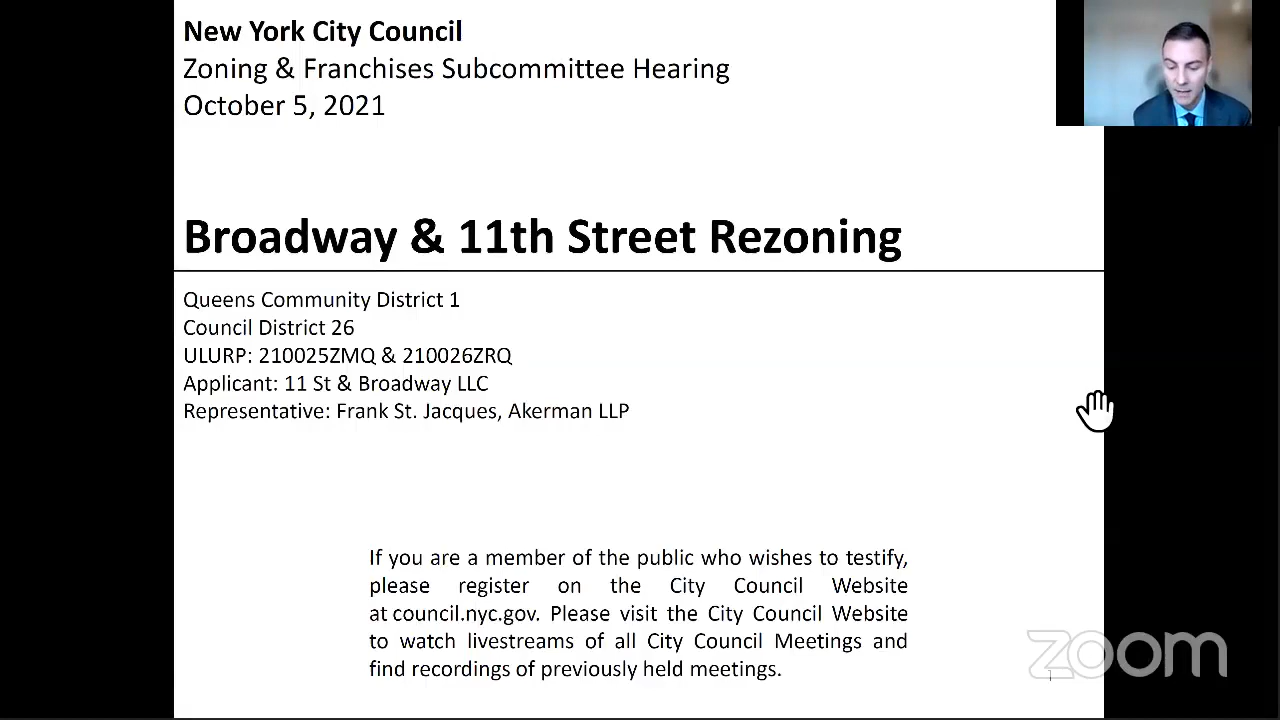 New York City Council
Zoning & Franchises Subcommittee Hearing
October 5, 2021
Broadway & 11th Street Rezoning
Queens Community District 1
Council District 26
ULURP: 210025ZMQ & 210026ZRQ
Applicant: 11 St & Broadway LLC
Representative: Frank St. Jacques, Akerman LLP
If you are a member of the public who wishes to testify,
please register on the City Council Website
at council.nyc.gov. Please visit the City Council Website
to watch livestreams of all City Council Meetings and
find recordings of previously held meetings.
zoom
1